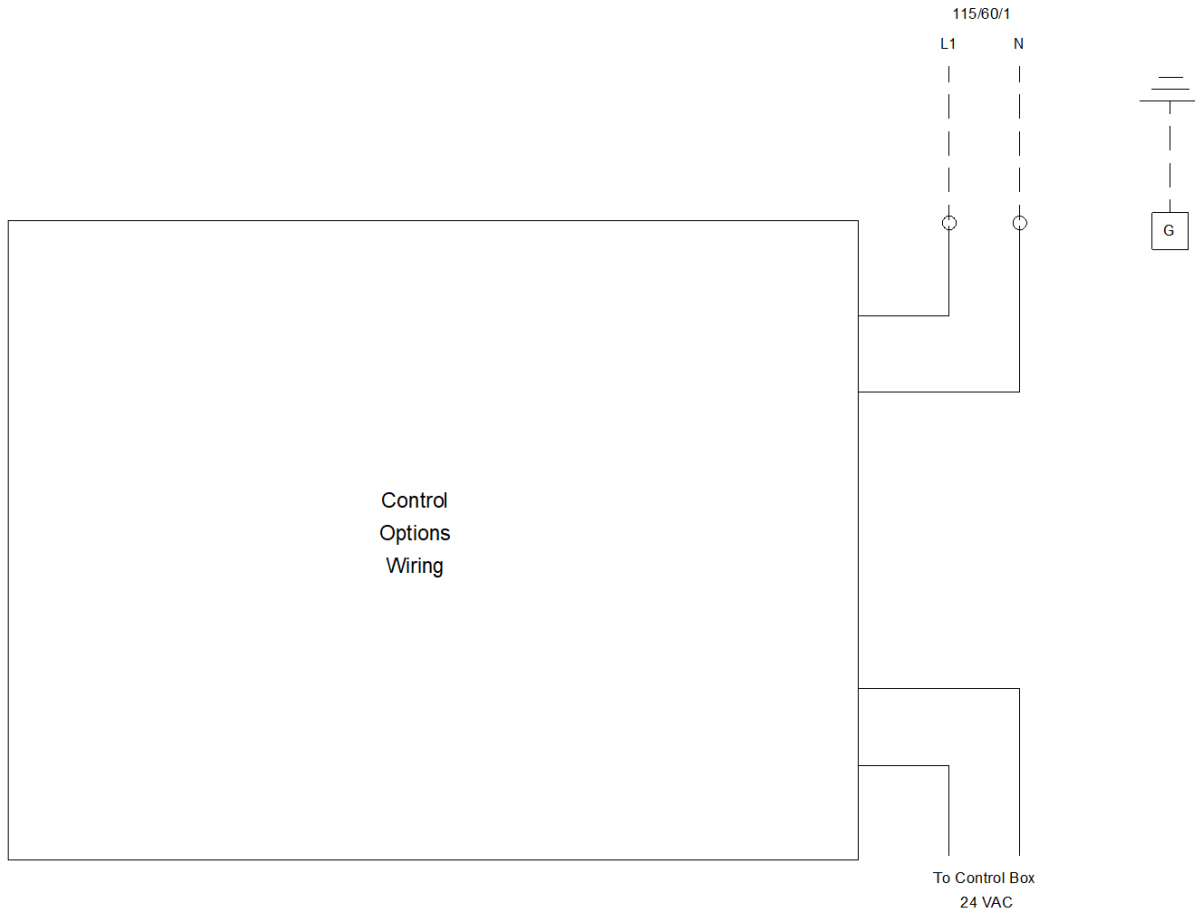 115/60/1
L1 N
G
Control
Options
Wiring
To Control Box
24 VAC